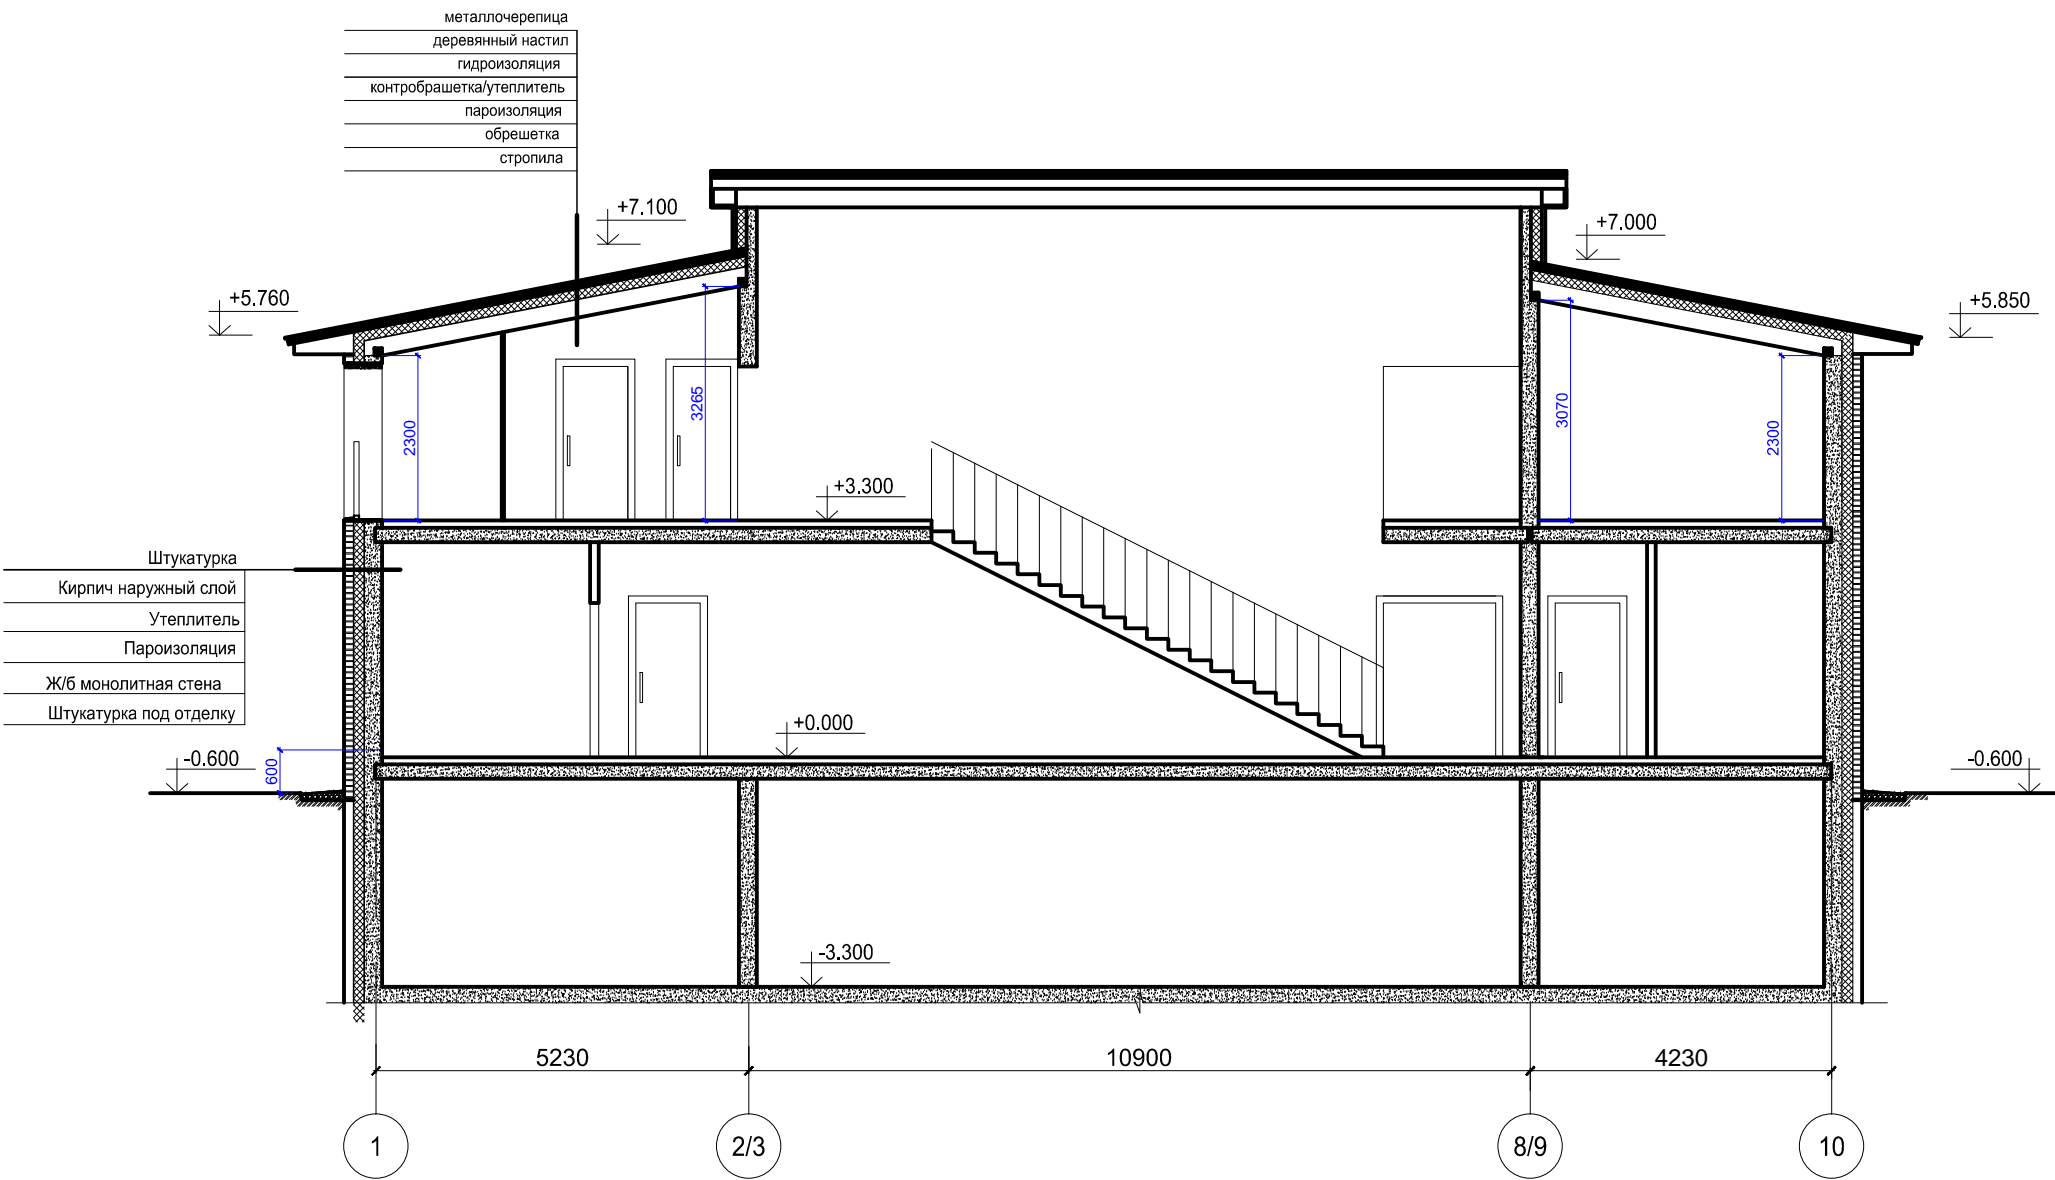 металлочерепица
деревянный настил
гидроизоляция
контробрашетка/утеплитель
пароизоляция
обрешетка
стропила
+7.100
+7.000
+5.760
+5.850
2300
3265
3070
2300
+3.300
Штукатурка
Кирпич наружный слой
Утеплитель
Пароизоляция
Ж/б монолитная стена
Штукатурка под отделку
+0.000
-0.600
600
-0.600
-3.300
5230
10900
4230
1
2/3
8/9
10